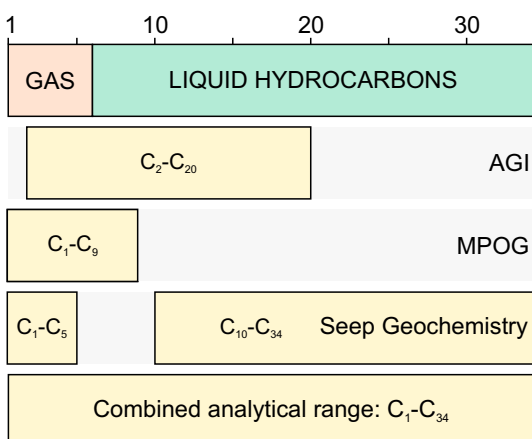 1 10 20 30
GAS LIQUID HYDROCARBONS
C₂-C₂₀ AGI
C₁-C₉ MPOG
C₁-C₅ C₁₀-C₃₄ Seep Geochemistry
Combined analytical range: C₁-C₃₄